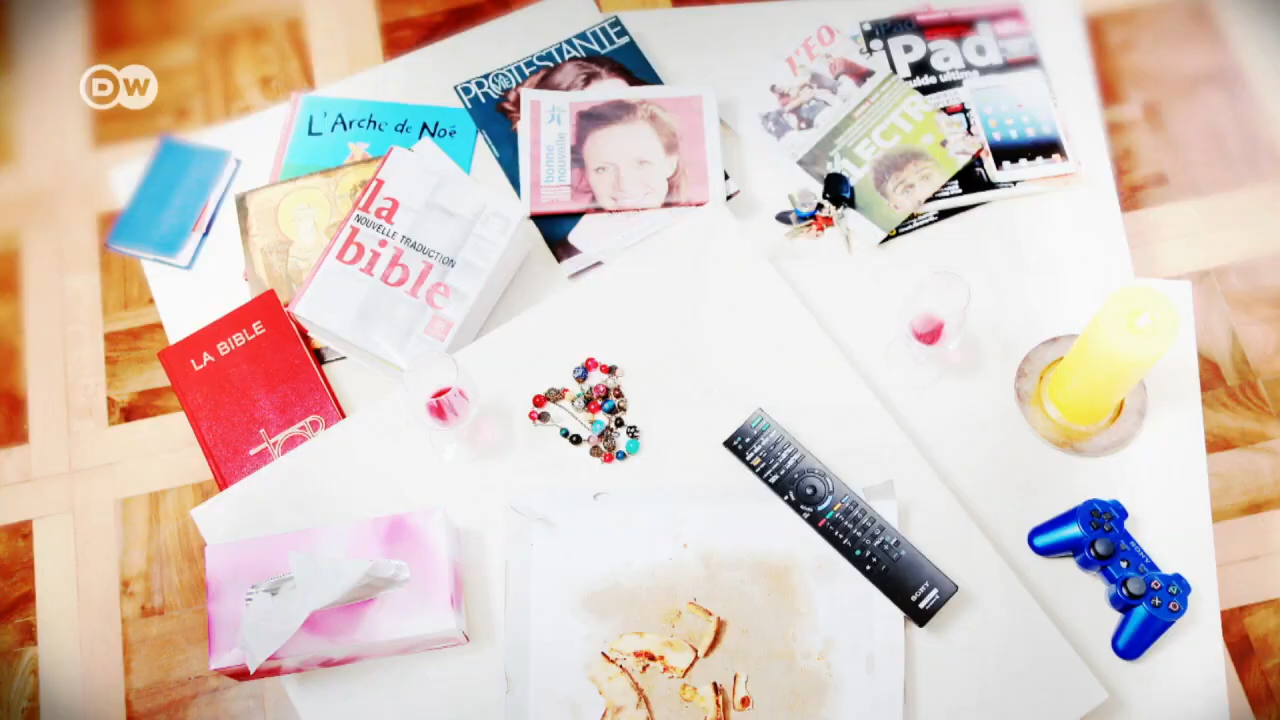 DW
L'Arche de Noé
PROTESTANTE
bonne
nouvelle
iPad
guide ultime
LECTR
la
NOUVELLE TRADUCTION
bible
LA BIBLE
SONY
SONY